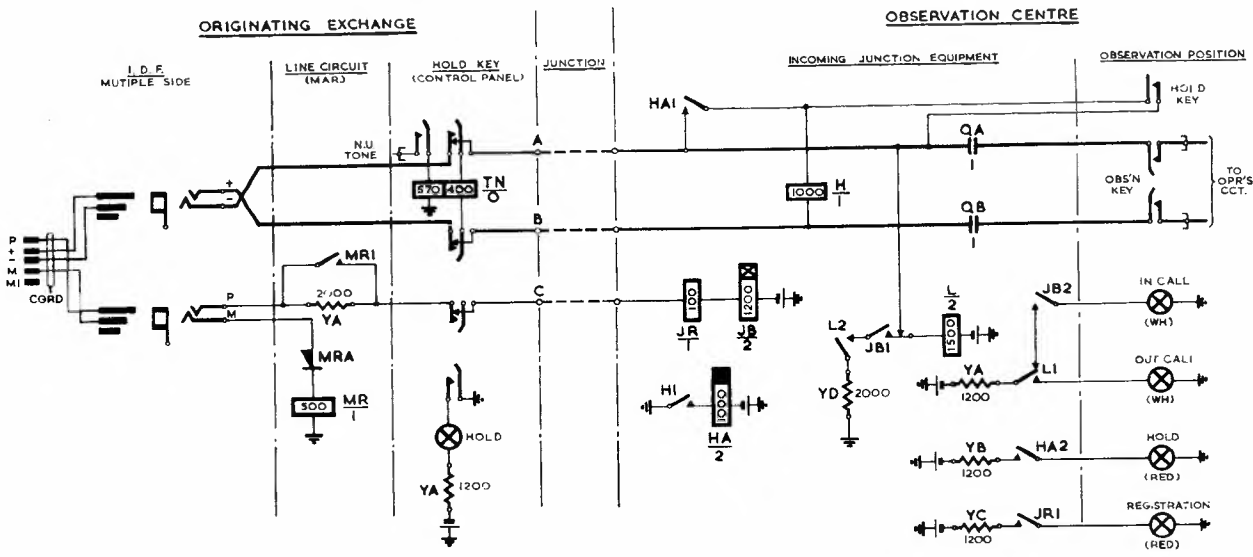 ORIGINATING EXCHANGE
OBSERVATION CENTRE
I.D.F.
MUTIPLE SIDE
LINE CIRCUIT
(MAR)
HOLD KEY
(CONTROL PANEL)
JUNCTION
INCOMING JUNCTION EQUIPMENT
OBSERVATION POSITION
HA1
HOLD
KEY
N.U
TONE
A
QA
570
400
TN
O
1000
H
1
OBS'N
KEY
TO
OPR'S
CCT.
+
-
B
QB
P
+
-
M
MI
CORD
MR1
P
2000
M
YA
C
100
JR
1
1200
JB
2
L2
JB1
L
2
1500
JB2
IN CALL
(WH)
MRA
500
MR
1
HOLD
YA
1200
H1
1000
HA
2
YD
2000
YA
1200
L1
OUT CALL
(WH)
YB
1200
HA2
HOLD
(RED)
YC
1200
JR1
REGISTRATION
(RED)